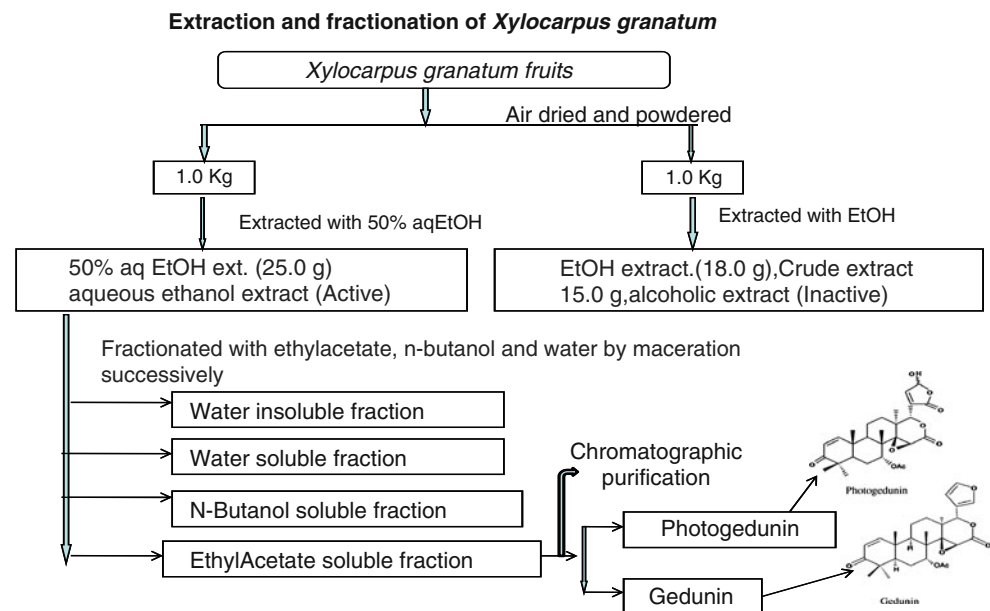 Extraction and fractionation of Xylocarpus granatum
Xylocarpus granatum fruits
Air dried and powdered
1.0 Kg
1.0 Kg
Extracted with 50% aqEtOH
Extracted with EtOH
50% aq EtOH ext. (25.0 g)
aqueous ethanol extract (Active)
EtOH extract.(18.0 g),Crude extract
15.0 g,alcoholic extract (Inactive)
Fractionated with ethylacetate, n-butanol and water by maceration
successively
Water insoluble fraction
Water soluble fraction
N-Butanol soluble fraction
EthylAcetate soluble fraction
Chromatographic
purification
Photogedunin
Gedunin
OH
O
O
O
O
O
O
OAc
Photogedunin
O
O
O
O
O
H
H
OAc
Gedunin